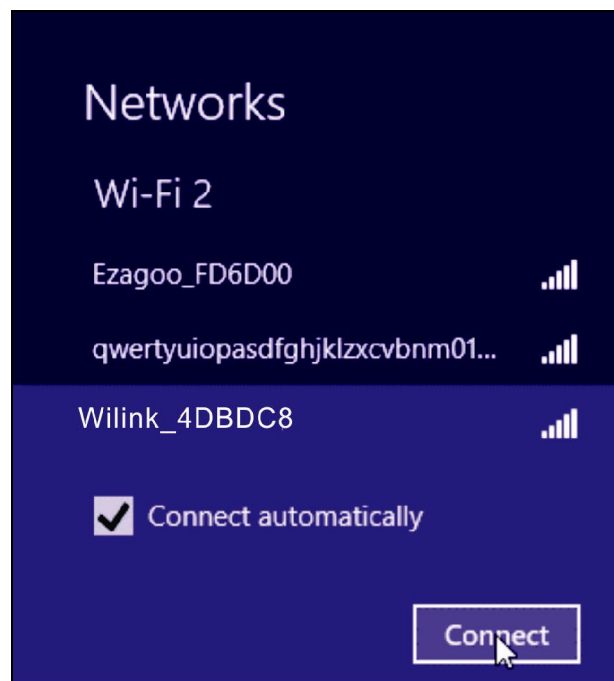 Networks
Wi-Fi 2
Ezagoo_FD6D00
qwertyuiopasdfghjklzxcvbnm01...
Wilink_4DBDC8
Connect automatically
Connect